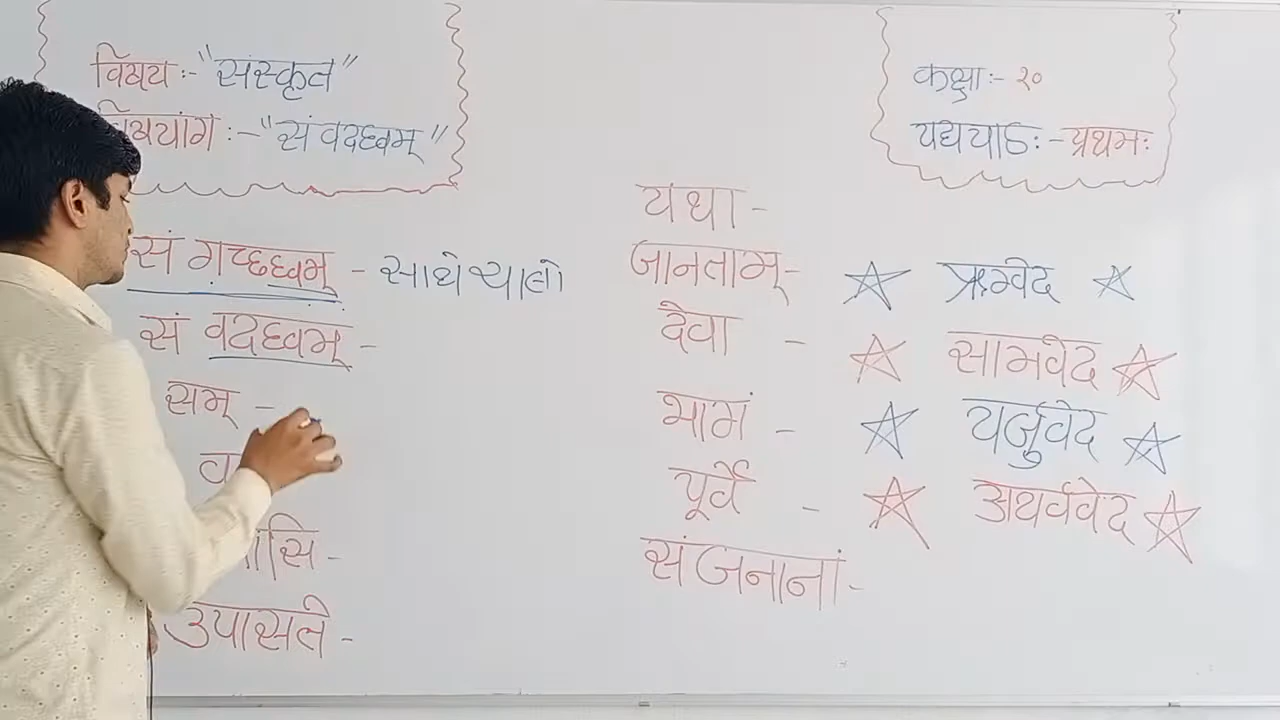 विषय :- "संस्कृत"
विषयांग :- "सं वदध्वम्"
कक्षा :- १०
पद्यपाठ: - प्रथमः
सं गच्छध्वम् - સાથે ચાલો
सं वदध्वम् -
सम् -
उपासते -
यथा -
जानताम् -
देवा -
भागं -
पूर्वे -
संजनानां -
☆ ऋग्वेद ☆
☆ सामवेद ☆
☆ यर्जुवेद ☆
☆ अथर्ववेद ☆